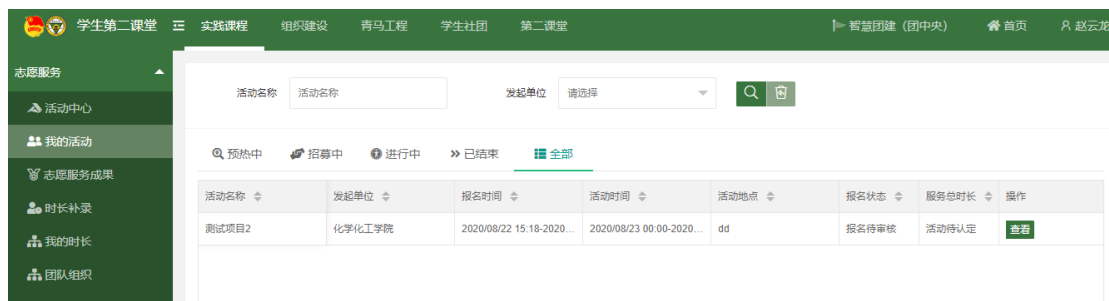 学生第二课堂 实践课程 组织建设 青马工程 学生社团 第二课堂 智慧团建（团中央） 首页 赵云龙
志愿服务
活动中心
我的活动
志愿服务成果
时长补录
我的时长
团队组织
活动名称 活动名称 发起单位 请选择
预热中 招募中 进行中 已结束 全部
活动名称 发起单位 报名时间 活动时间 活动地点 报名状态 服务总时长 操作
测试项目2 化学化工学院 2020/08/22 15:18-2020... 2020/08/23 00:00-2020... dd 报名待审核 活动待认定 查看